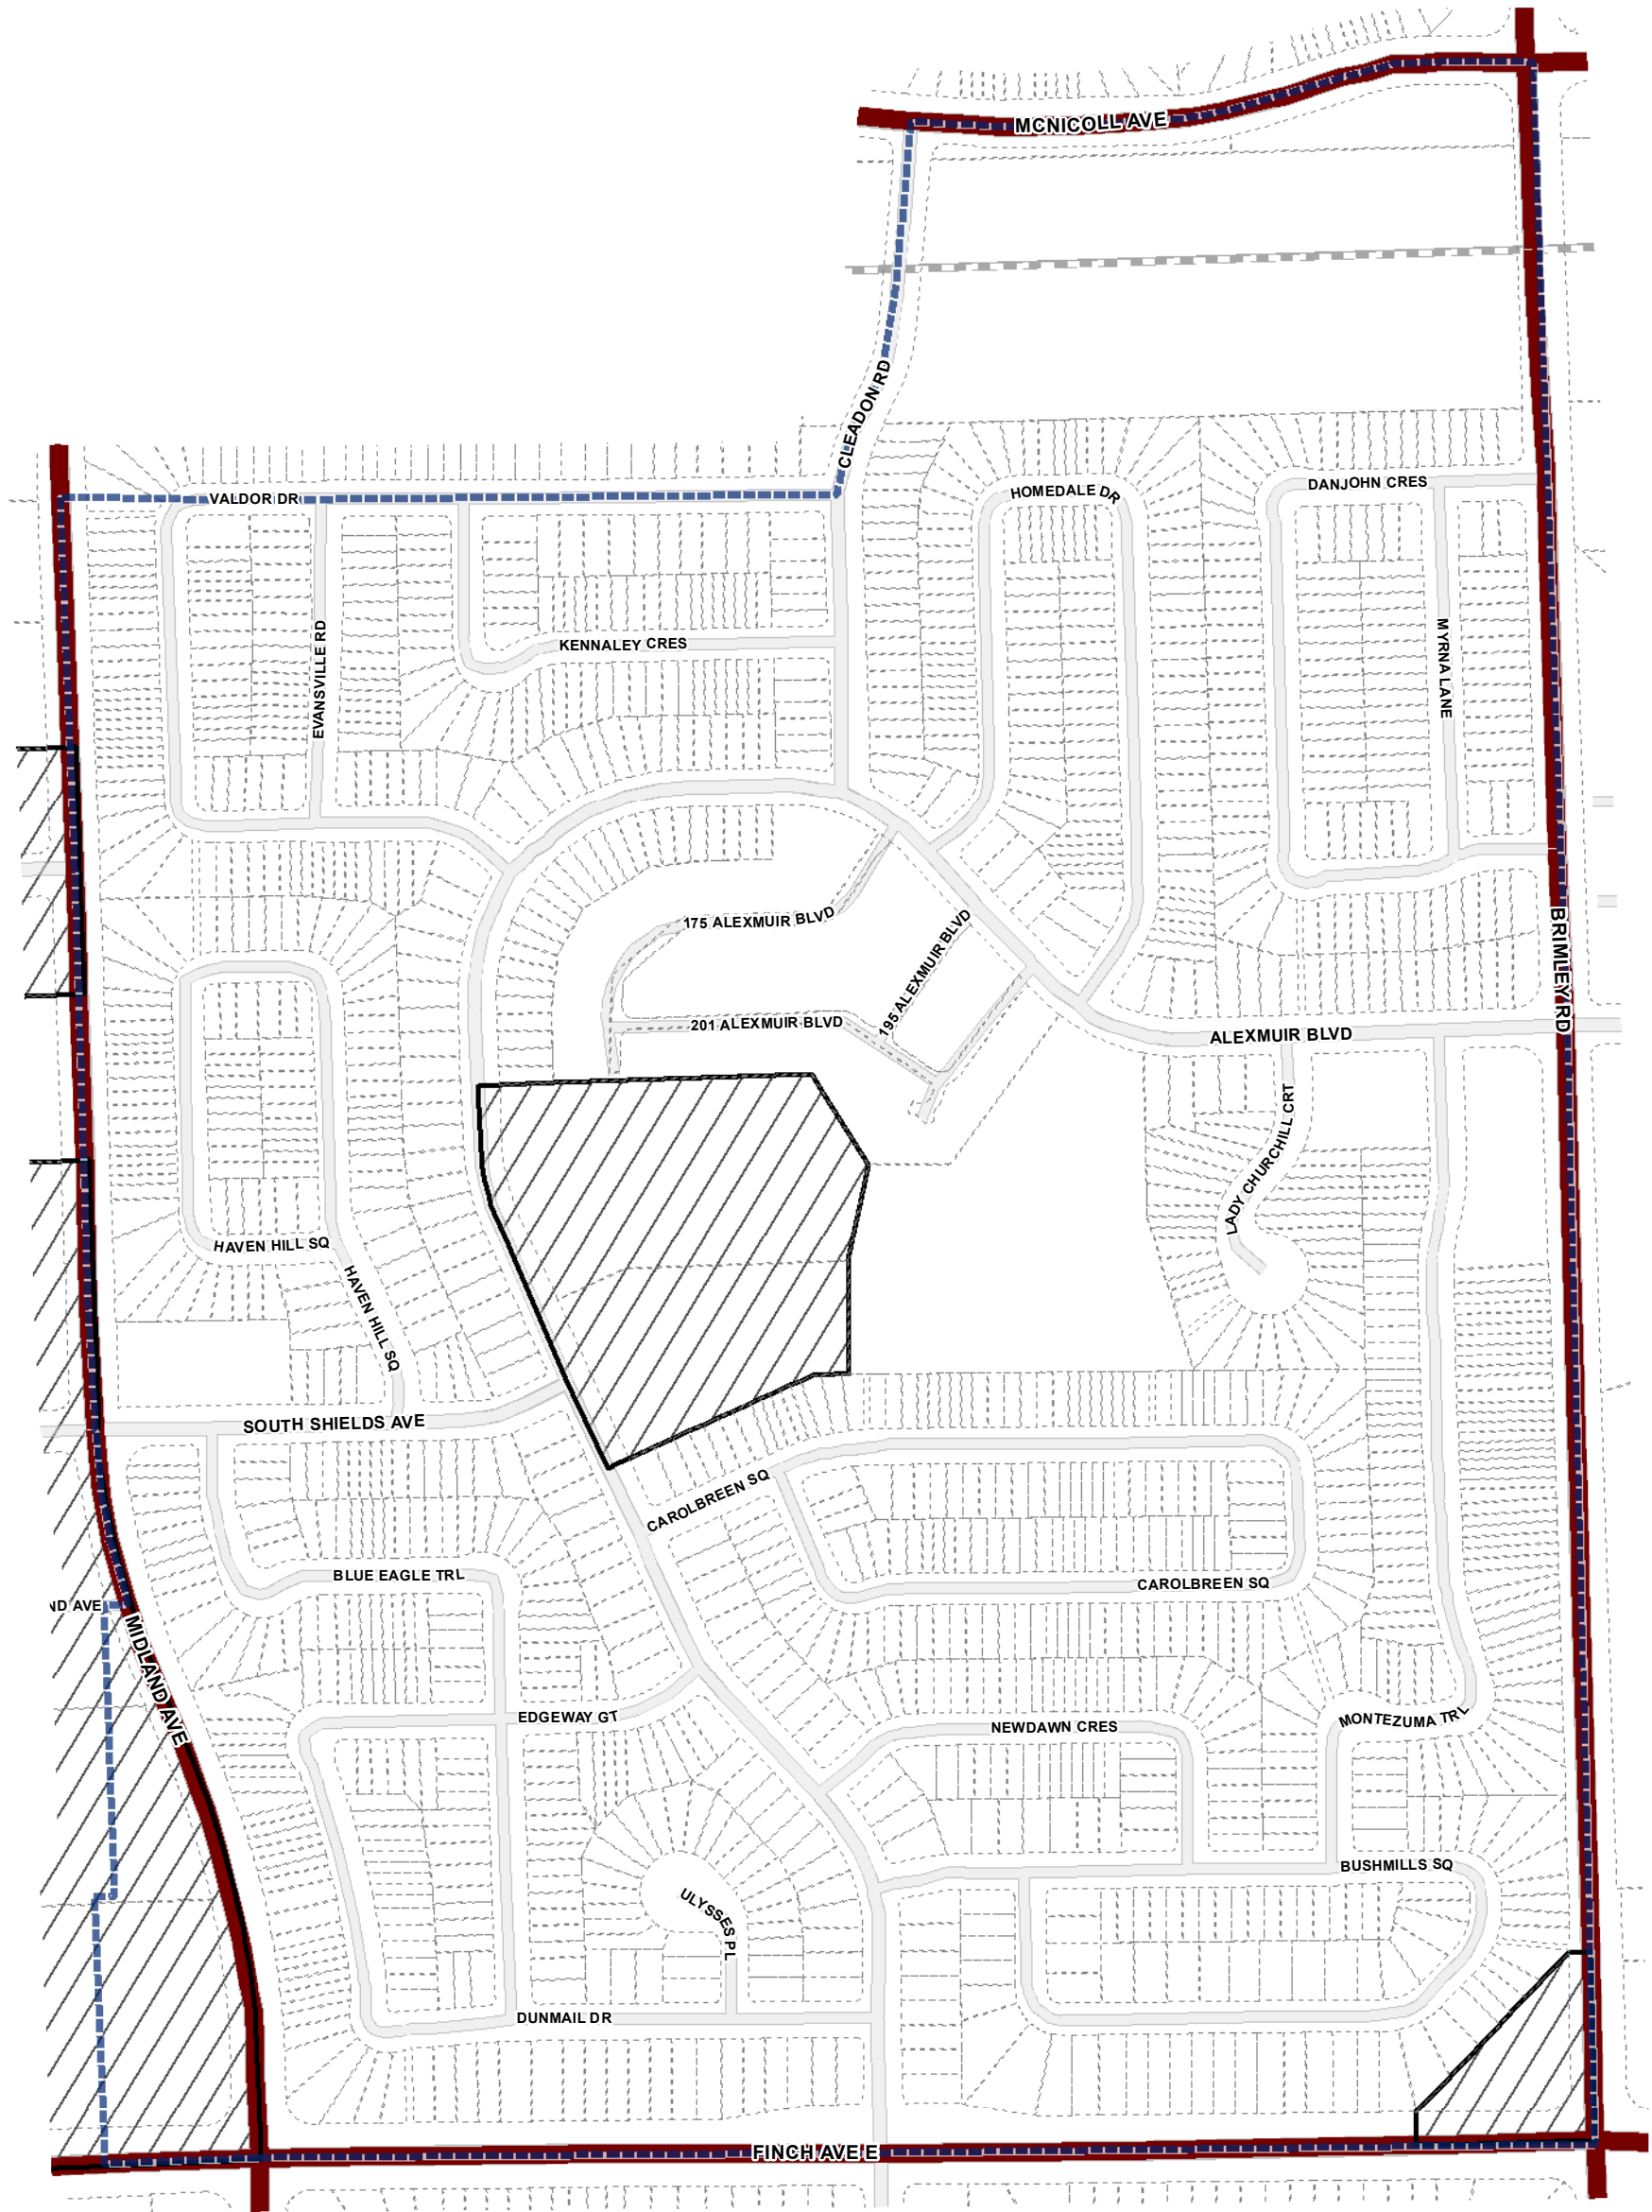 MCNICOLL AVE
CLEADON RD
VALDOR DR
HOMEDALE DR
DANJOHN CRES
EVANSVILLE RD
KENNALEY CRES
MYRNA LANE
175 ALEXMUIR BLVD
195 ALEXMUIR BLVD
BRIMLEY RD
201 ALEXMUIR BLVD
ALEXMUIR BLVD
LADY CHURCHILL CRT
HAVEN HILL SQ
HAVEN HILL SQ
SOUTH SHIELDS AVE
CAROLBREEN SQ
BLUE EAGLE TRL
CAROLBREEN SQ
ND AVE
MIDLAND AVE
EDGEWAY GT
NEWDAWN CRES
MONTEZUMA TRL
BUSHMILLS SQ
ULYSSES PL
DUNMAIL DR
FINCH AVE E